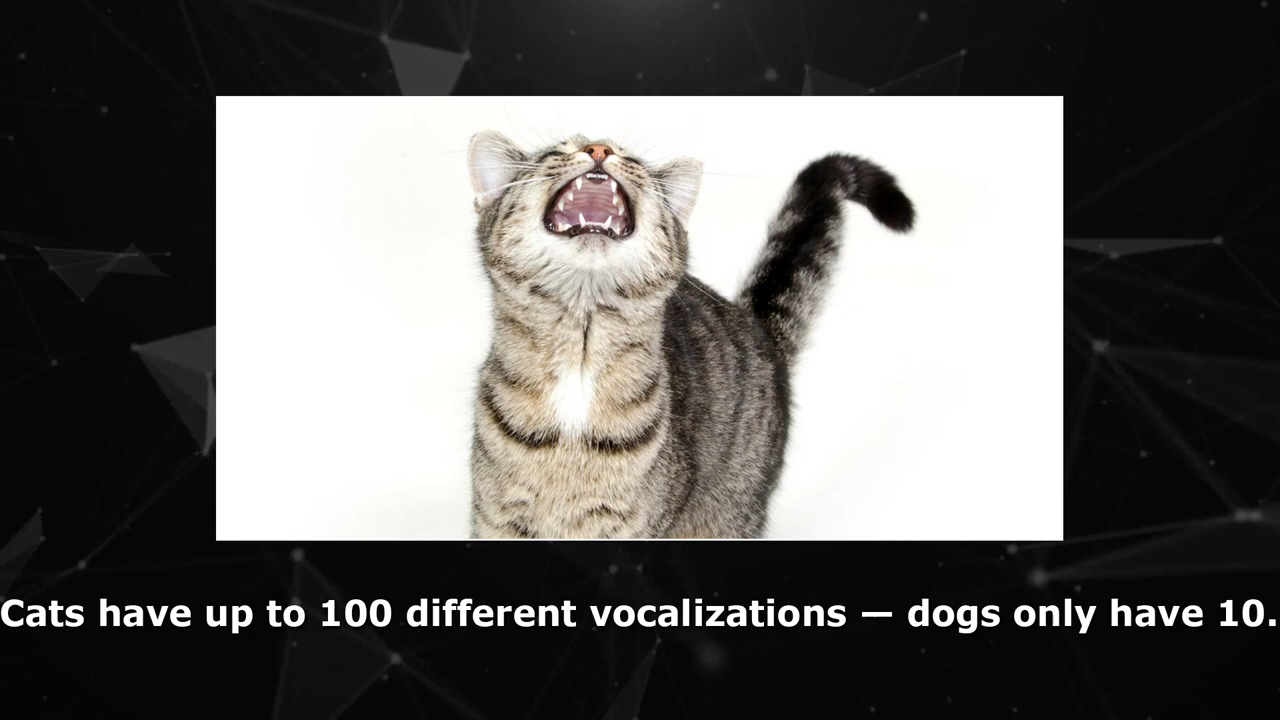 Cats have up to 100 different vocalizations — dogs only have 10.